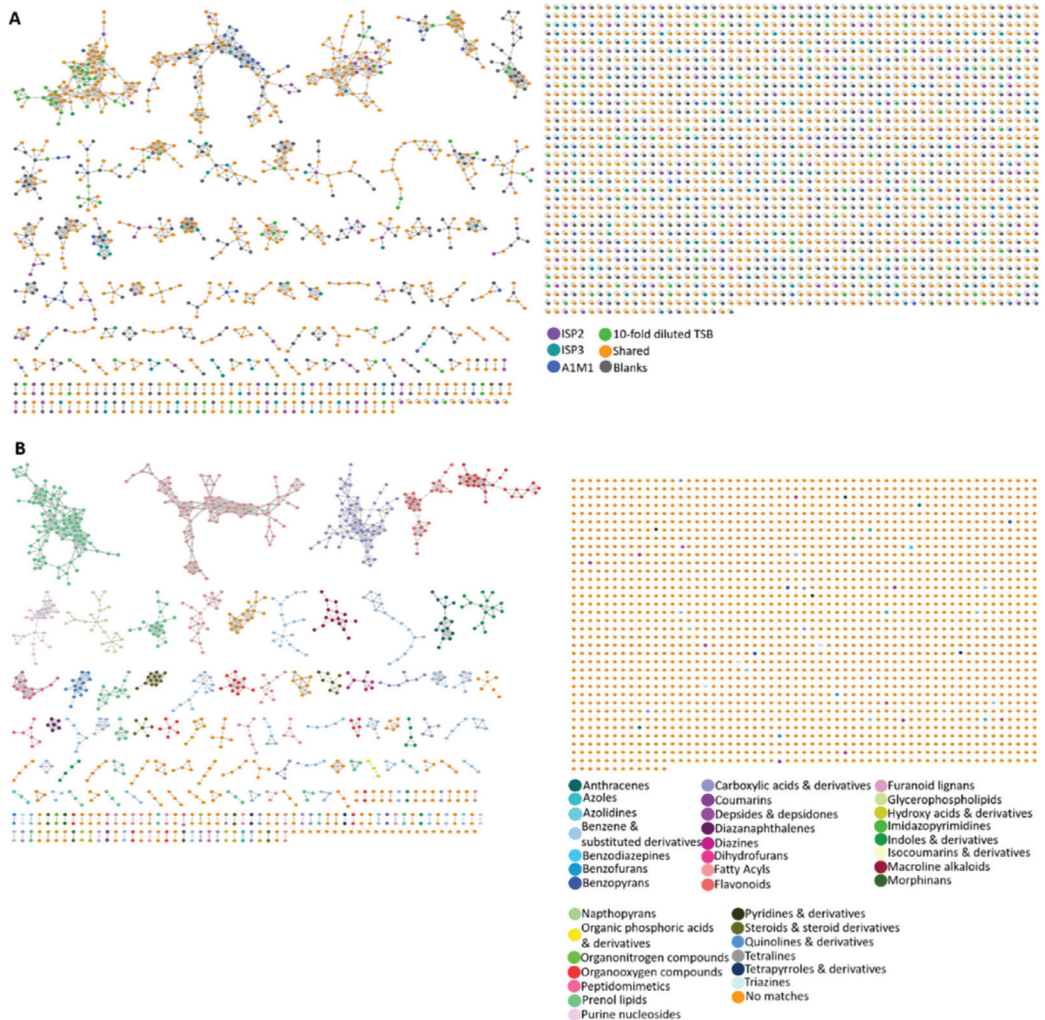 A
ISP2
10-fold diluted TSB
ISP3
Shared
A1M1
Blanks
B
Anthracenes
Azoles
Azolidines
Benzene &
substituted derivatives
Benzodiazepines
Benzofurans
Benzopyrans
Carboxylic acids & derivatives
Coumarins
Depsides & depsidones
Diazanaphthalenes
Diazines
Dihydrofurans
Fatty Acyls
Flavonoids
Furanoid lignans
Glycerophospholipids
Hydroxy acids & derivatives
Imidazopyrimidines
Indoles & derivatives
Isocoumarins & derivatives
Macroline alkaloids
Morphinans
Napthopyrans
Organic phosphoric acids
& derivatives
Organonitrogen compounds
Organooxygen compounds
Peptidomimetics
Prenol lipids
Purine nucleosides
Pyridines & derivatives
Steroids & steroid derivatives
Quinolines & derivatives
Tetralines
Tetrapyrroles & derivatives
Triazines
No matches